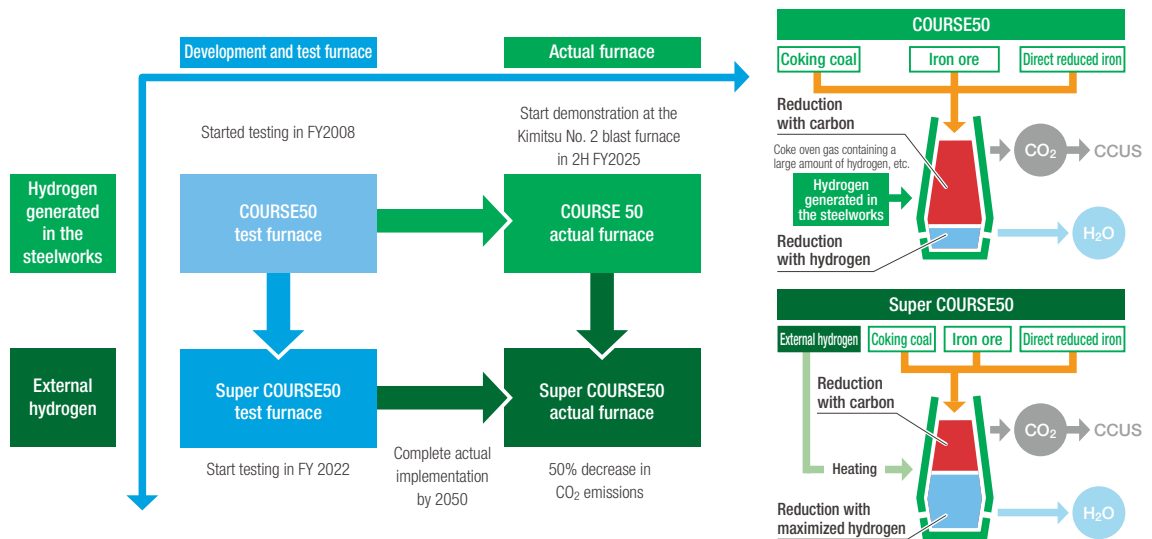 Development and test furnace
Actual furnace
Started testing in FY2008
Start demonstration at the
Kimitsu No. 2 blast furnace
in 2H FY2025
Hydrogen
generated
in the
steelworks
COURSE50
test furnace
COURSE 50
actual furnace
External
hydrogen
Super COURSE50
test furnace
Super COURSE50
actual furnace
Start testing in FY 2022
Complete actual
implementation
by 2050
50% decrease in
CO₂ emissions
COURSE50
Coking coal
Iron ore
Direct reduced iron
Reduction
with carbon
Coke oven gas containing a
large amount of hydrogen, etc.
Hydrogen
generated in
the steelworks
CO₂
CCUS
Reduction
with hydrogen
H₂O
Super COURSE50
External hydrogen
Coking coal
Iron ore
Direct reduced iron
Reduction
with carbon
CO₂
CCUS
Heating
Reduction with
maximized hydrogen
H₂O